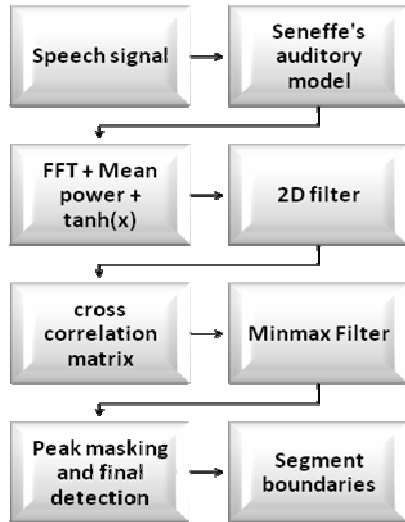 Speech signal
Seneffe's
auditory
model
FFT + Mean
power +
tanh(x)
2D filter
cross
correlation
matrix
Minmax Filter
Peak masking
and final
detection
Segment
boundaries